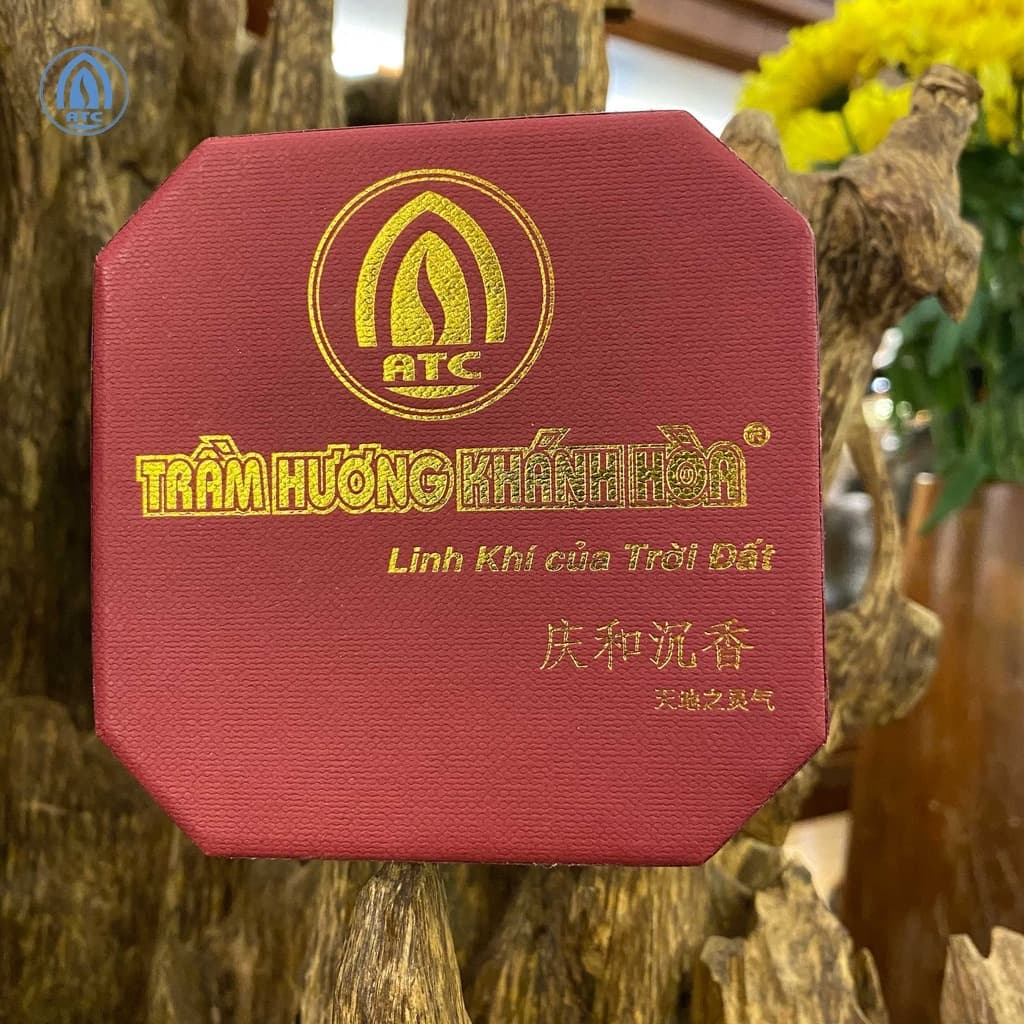 ATC
ATC
TRẦM HƯƠNG KHÁNH HÒA®
Linh Khí của Trời Đất
庆和沉香
天地之灵气